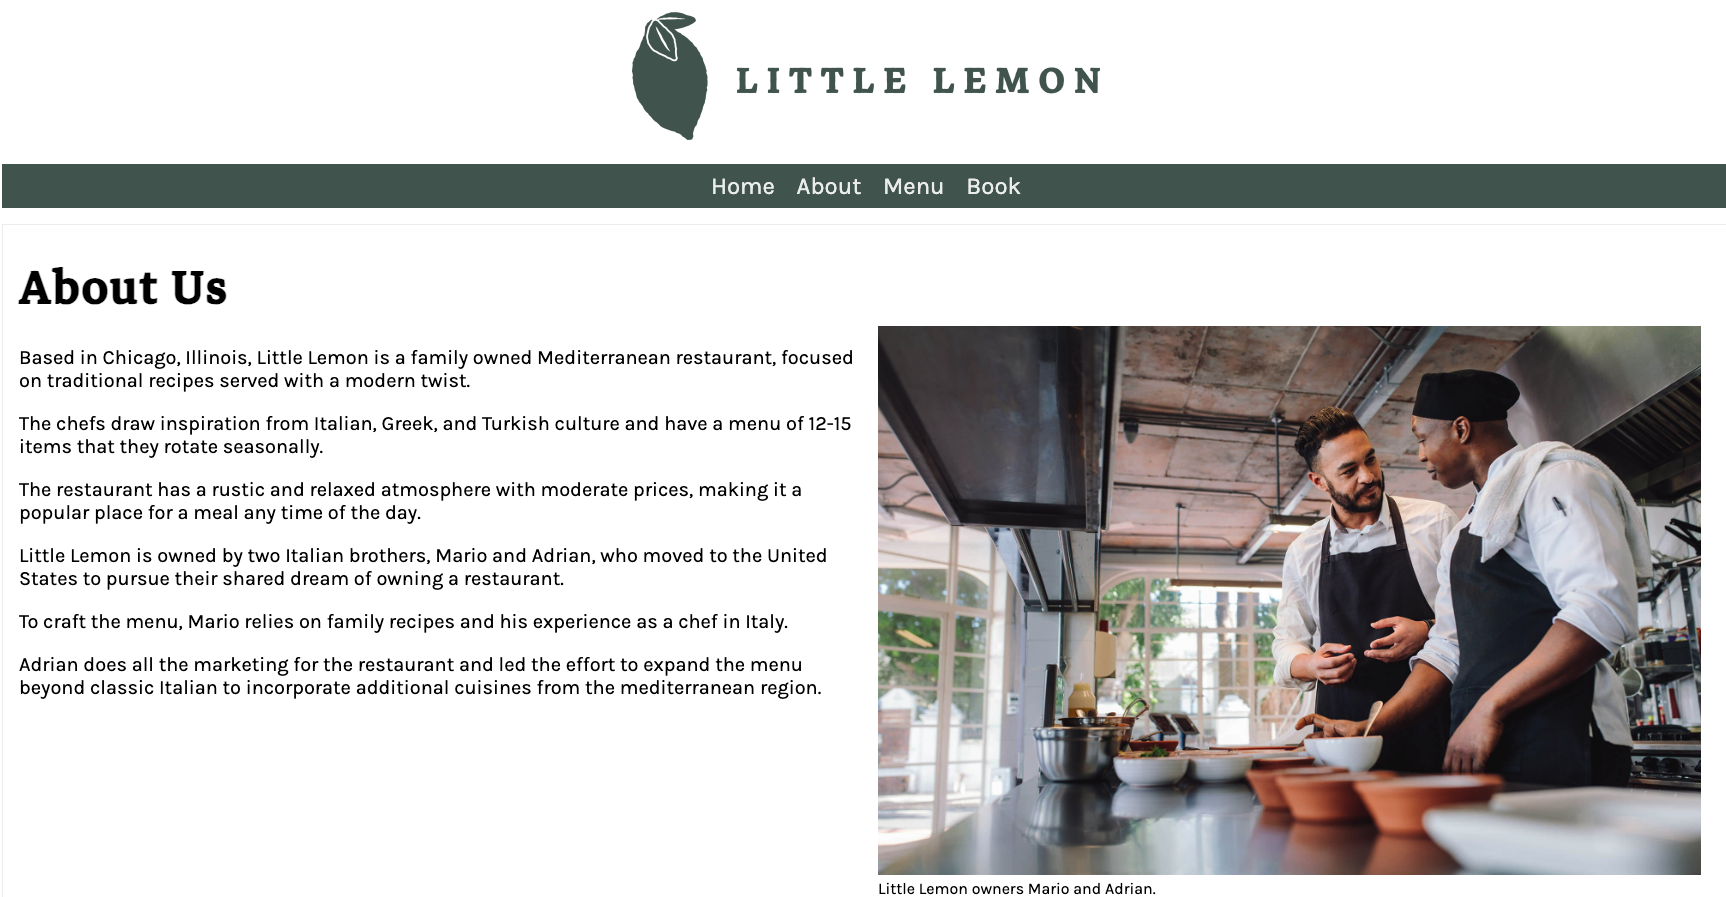 LITTLE LEMON
Home About Menu Book
About Us
Based in Chicago, Illinois, Little Lemon is a family owned Mediterranean restaurant, focused
on traditional recipes served with a modern twist.
The chefs draw inspiration from Italian, Greek, and Turkish culture and have a menu of 12-15
items that they rotate seasonally.
The restaurant has a rustic and relaxed atmosphere with moderate prices, making it a
popular place for a meal any time of the day.
Little Lemon is owned by two Italian brothers, Mario and Adrian, who moved to the United
States to pursue their shared dream of owning a restaurant.
To craft the menu, Mario relies on family recipes and his experience as a chef in Italy.
Adrian does all the marketing for the restaurant and led the effort to expand the menu
beyond classic Italian to incorporate additional cuisines from the mediterranean region.
Little Lemon owners Mario and Adrian.